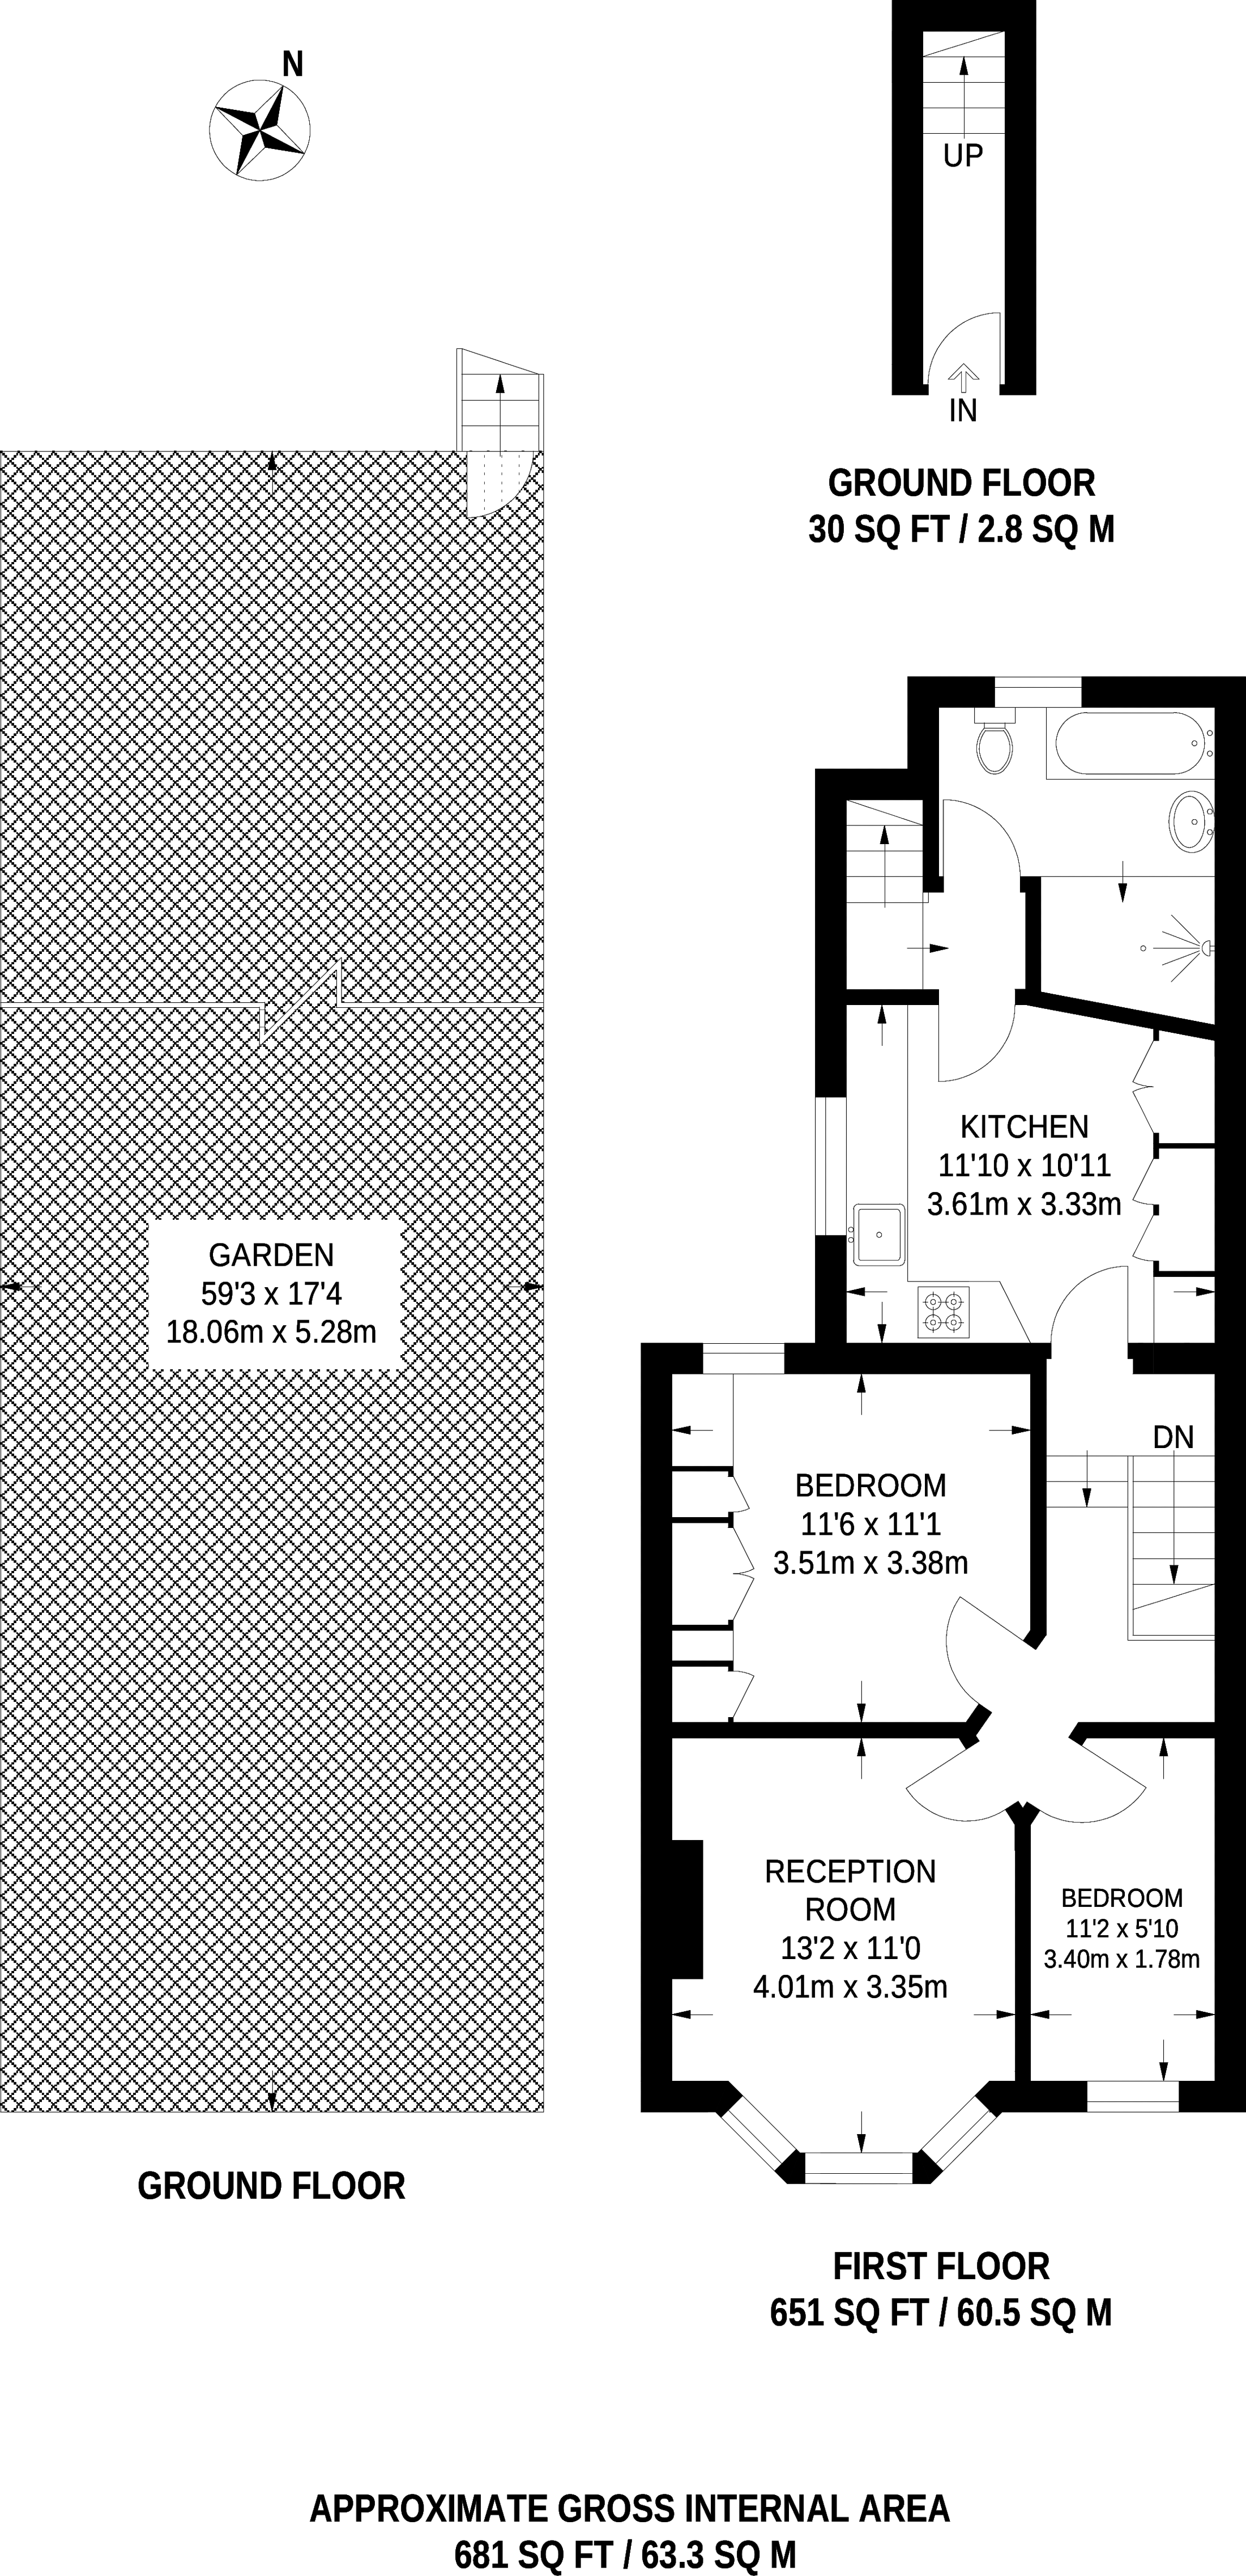 N
UP
IN
GROUND FLOOR
30 SQ FT / 2.8 SQ M
KITCHEN
11'10 x 10'11
3.61m x 3.33m
GARDEN
59'3 x 17'4
18.06m x 5.28m
DN
BEDROOM
11'6 x 11'1
3.51m x 3.38m
RECEPTION
ROOM
13'2 x 11'0
4.01m x 3.35m
BEDROOM
11'2 x 5'10
3.40m x 1.78m
GROUND FLOOR
FIRST FLOOR
651 SQ FT / 60.5 SQ M
APPROXIMATE GROSS INTERNAL AREA
681 SQ FT / 63.3 SQ M